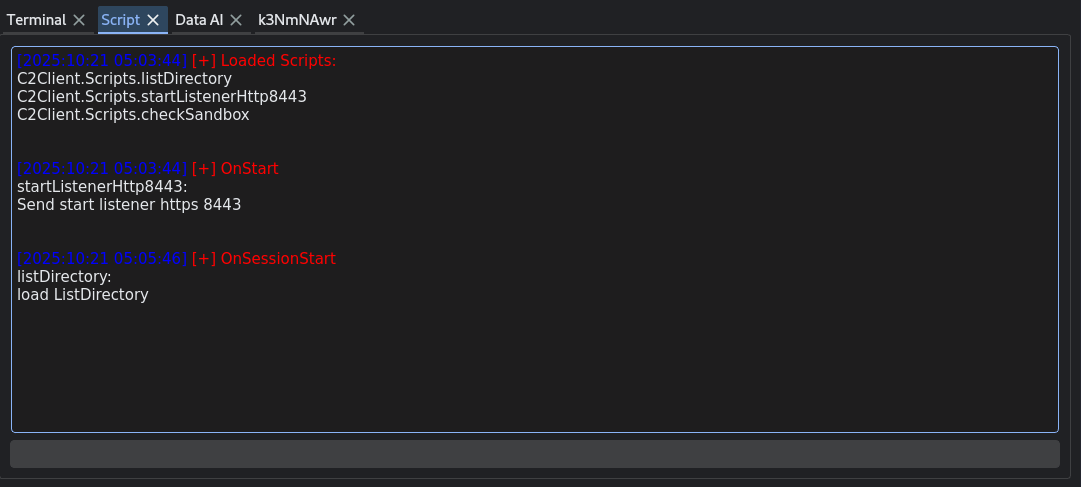 Terminal
Script
Data AI
k3NmNAwr
[2025:10:21 05:03:44] [+] Loaded Scripts:
C2Client.Scripts.listDirectory
C2Client.Scripts.startListenerHttp8443
C2Client.Scripts.checkSandbox
[2025:10:21 05:03:44] [+] OnStart
startListenerHttp8443:
Send start listener https 8443
[2025:10:21 05:05:46] [+] OnSessionStart
listDirectory:
load ListDirectory